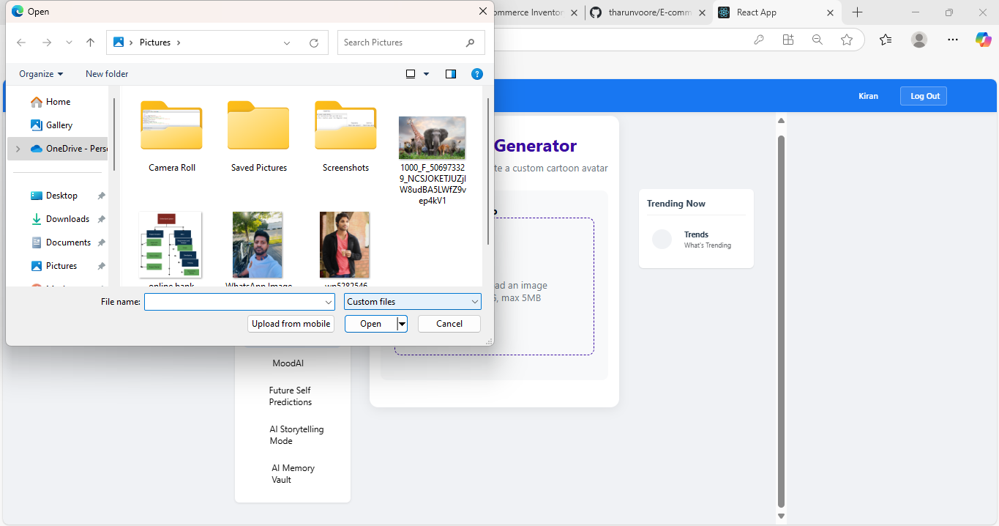 Open
ommerce Inventor
tharunvoore/E-comm
React App
Pictures
Search Pictures
Organize
New folder
Home
Gallery
OneDrive - Perso
Desktop
Downloads
Documents
Pictures
Camera Roll
Saved Pictures
Screenshots
1000_F_50697332
9_NCSJOKETJUZjI
W8udBA5LWfZ9v
ep4kV1
online bank
WhatsApp Image
wp5282546
File name:
Custom files
Upload from mobile
Open
Cancel
Kiran
Log Out
Generator
te a custom cartoon avatar
ad an image
G, max 5MB
Trending Now
Trends
What's Trending
MoodAI
Future Self
Predictions
AI Storytelling
Mode
AI Memory
Vault